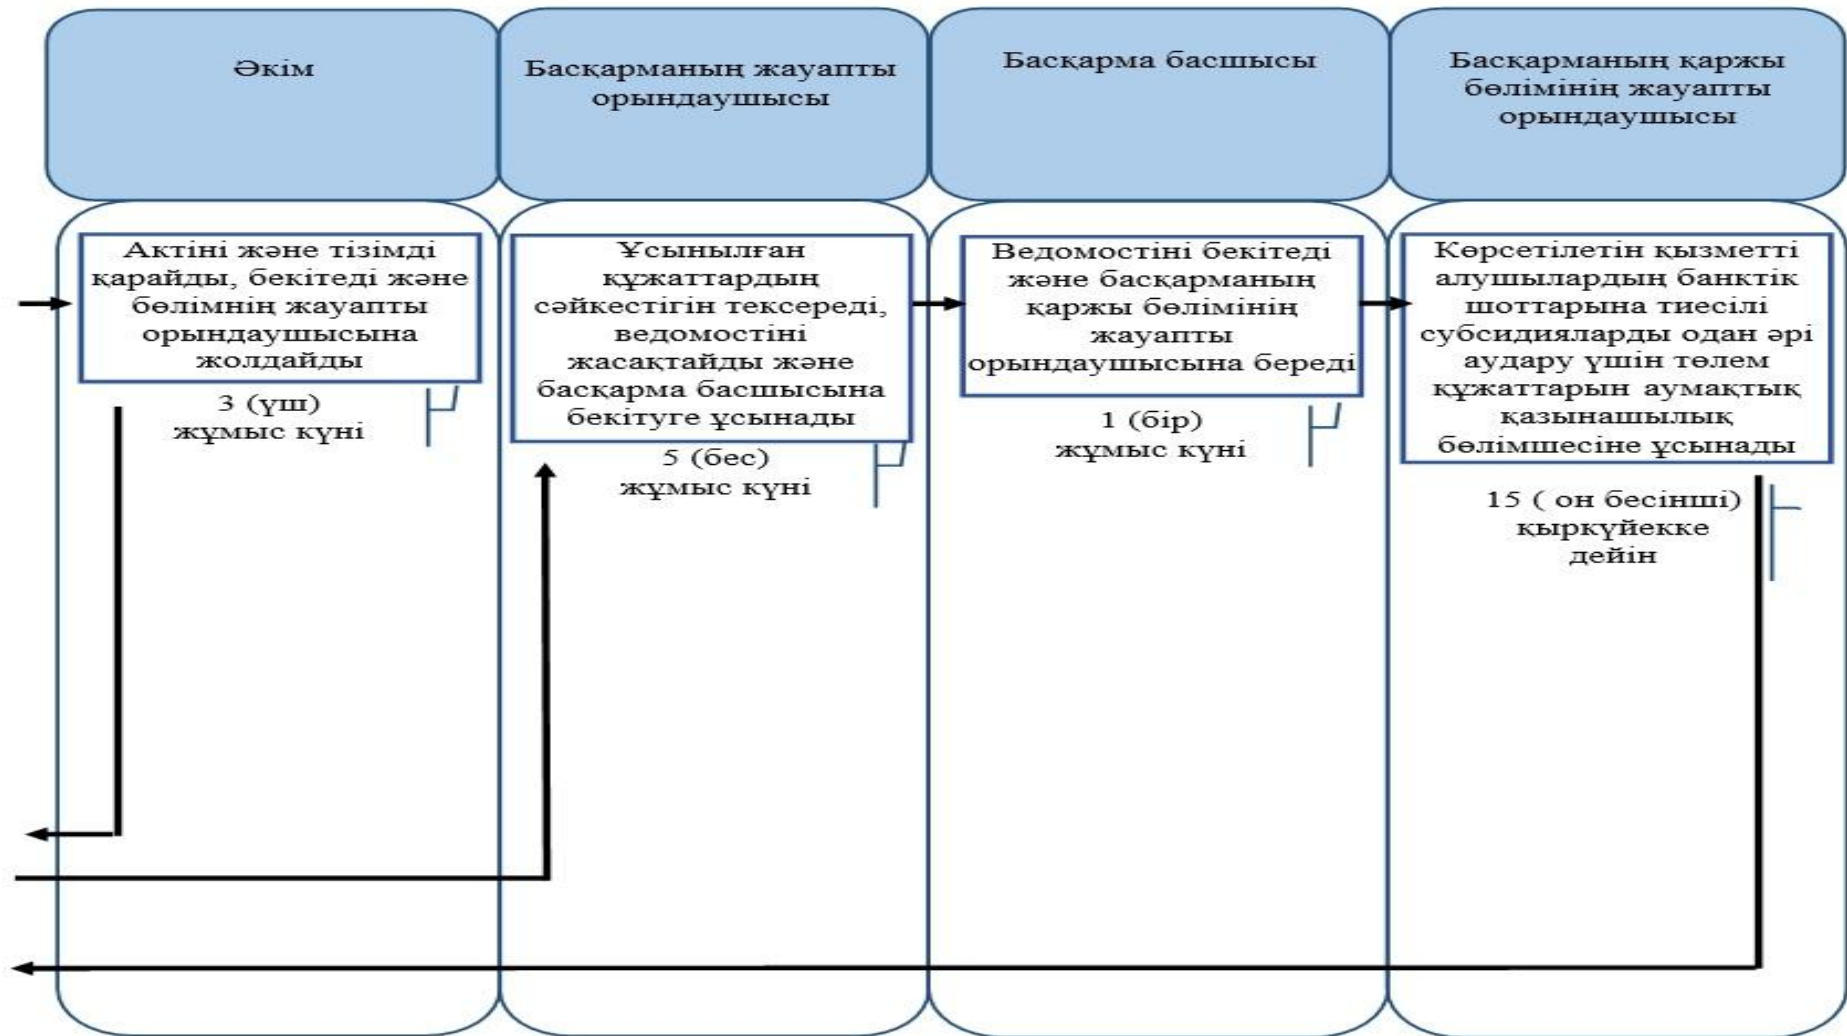 Әкім
Басқарманың жауапты
орындаушысы
Басқарма басшысы
Басқарманың қаржы
бөлімінің жауапты
орындаушысы
Актіні және тізімді
қарайды, бекітеді және
бөлімнің жауапты
орындаушысына
жолдайды
3 (үш)
жұмыс күні
Ұсынылған
құжаттардың
сәйкестігін тексереді,
ведомостіні
жасақтайды және
басқарма басшысына
бекітуге ұсынады
5 (бес)
жұмыс күні
Ведомостіні бекітеді
және басқарманың
қаржы бөлімінің
жауапты
орындаушысына береді
1 (бір)
жұмыс күні
Көрсетілетін қызметті
алушылардың банктік
шоттарына тиесілі
субсидияларды одан әрі
аудару үшін төлем
құжаттарын аумақтық
қазынашылық
бөлімшесіне ұсынады
15 ( он бесінші)
қыркүйекке
дейін